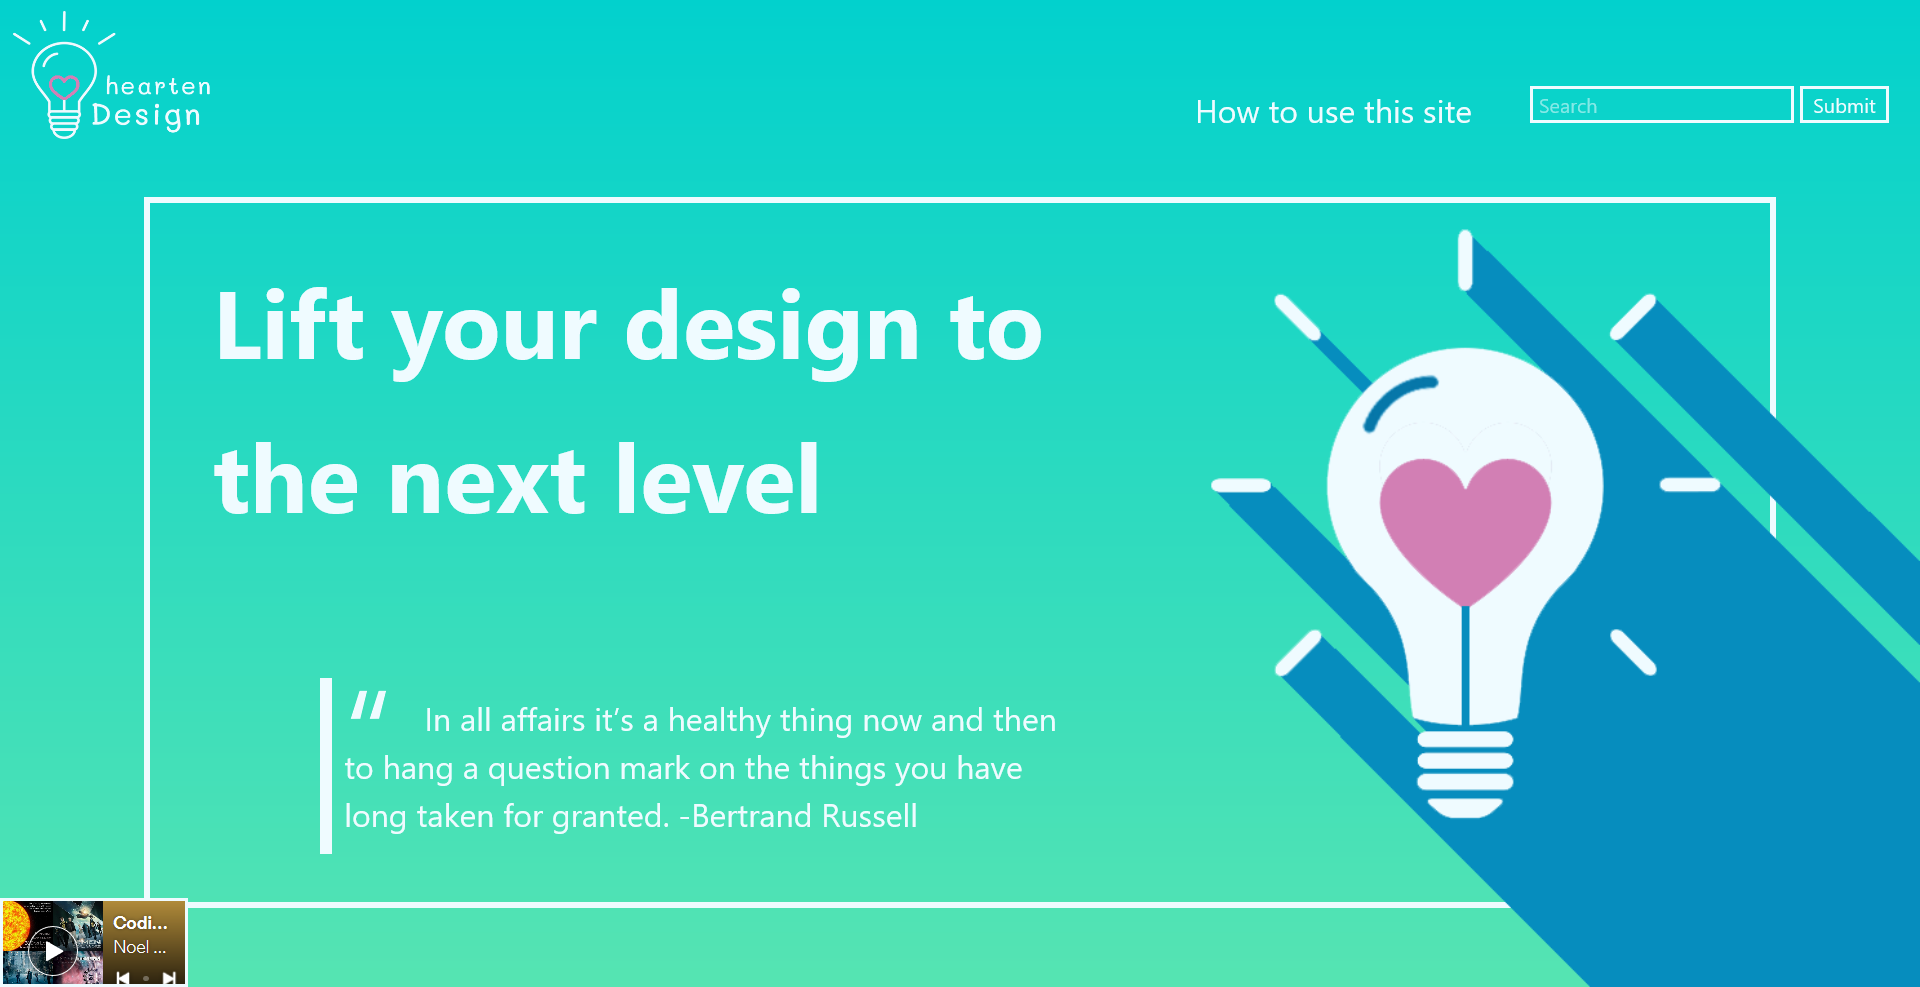 hearten
Design
How to use this site
Search
Submit
Lift your design to
the next level
“ In all affairs it’s a healthy thing now and then
to hang a question mark on the things you have
long taken for granted. -Bertrand Russell
Codi...
Noel ...